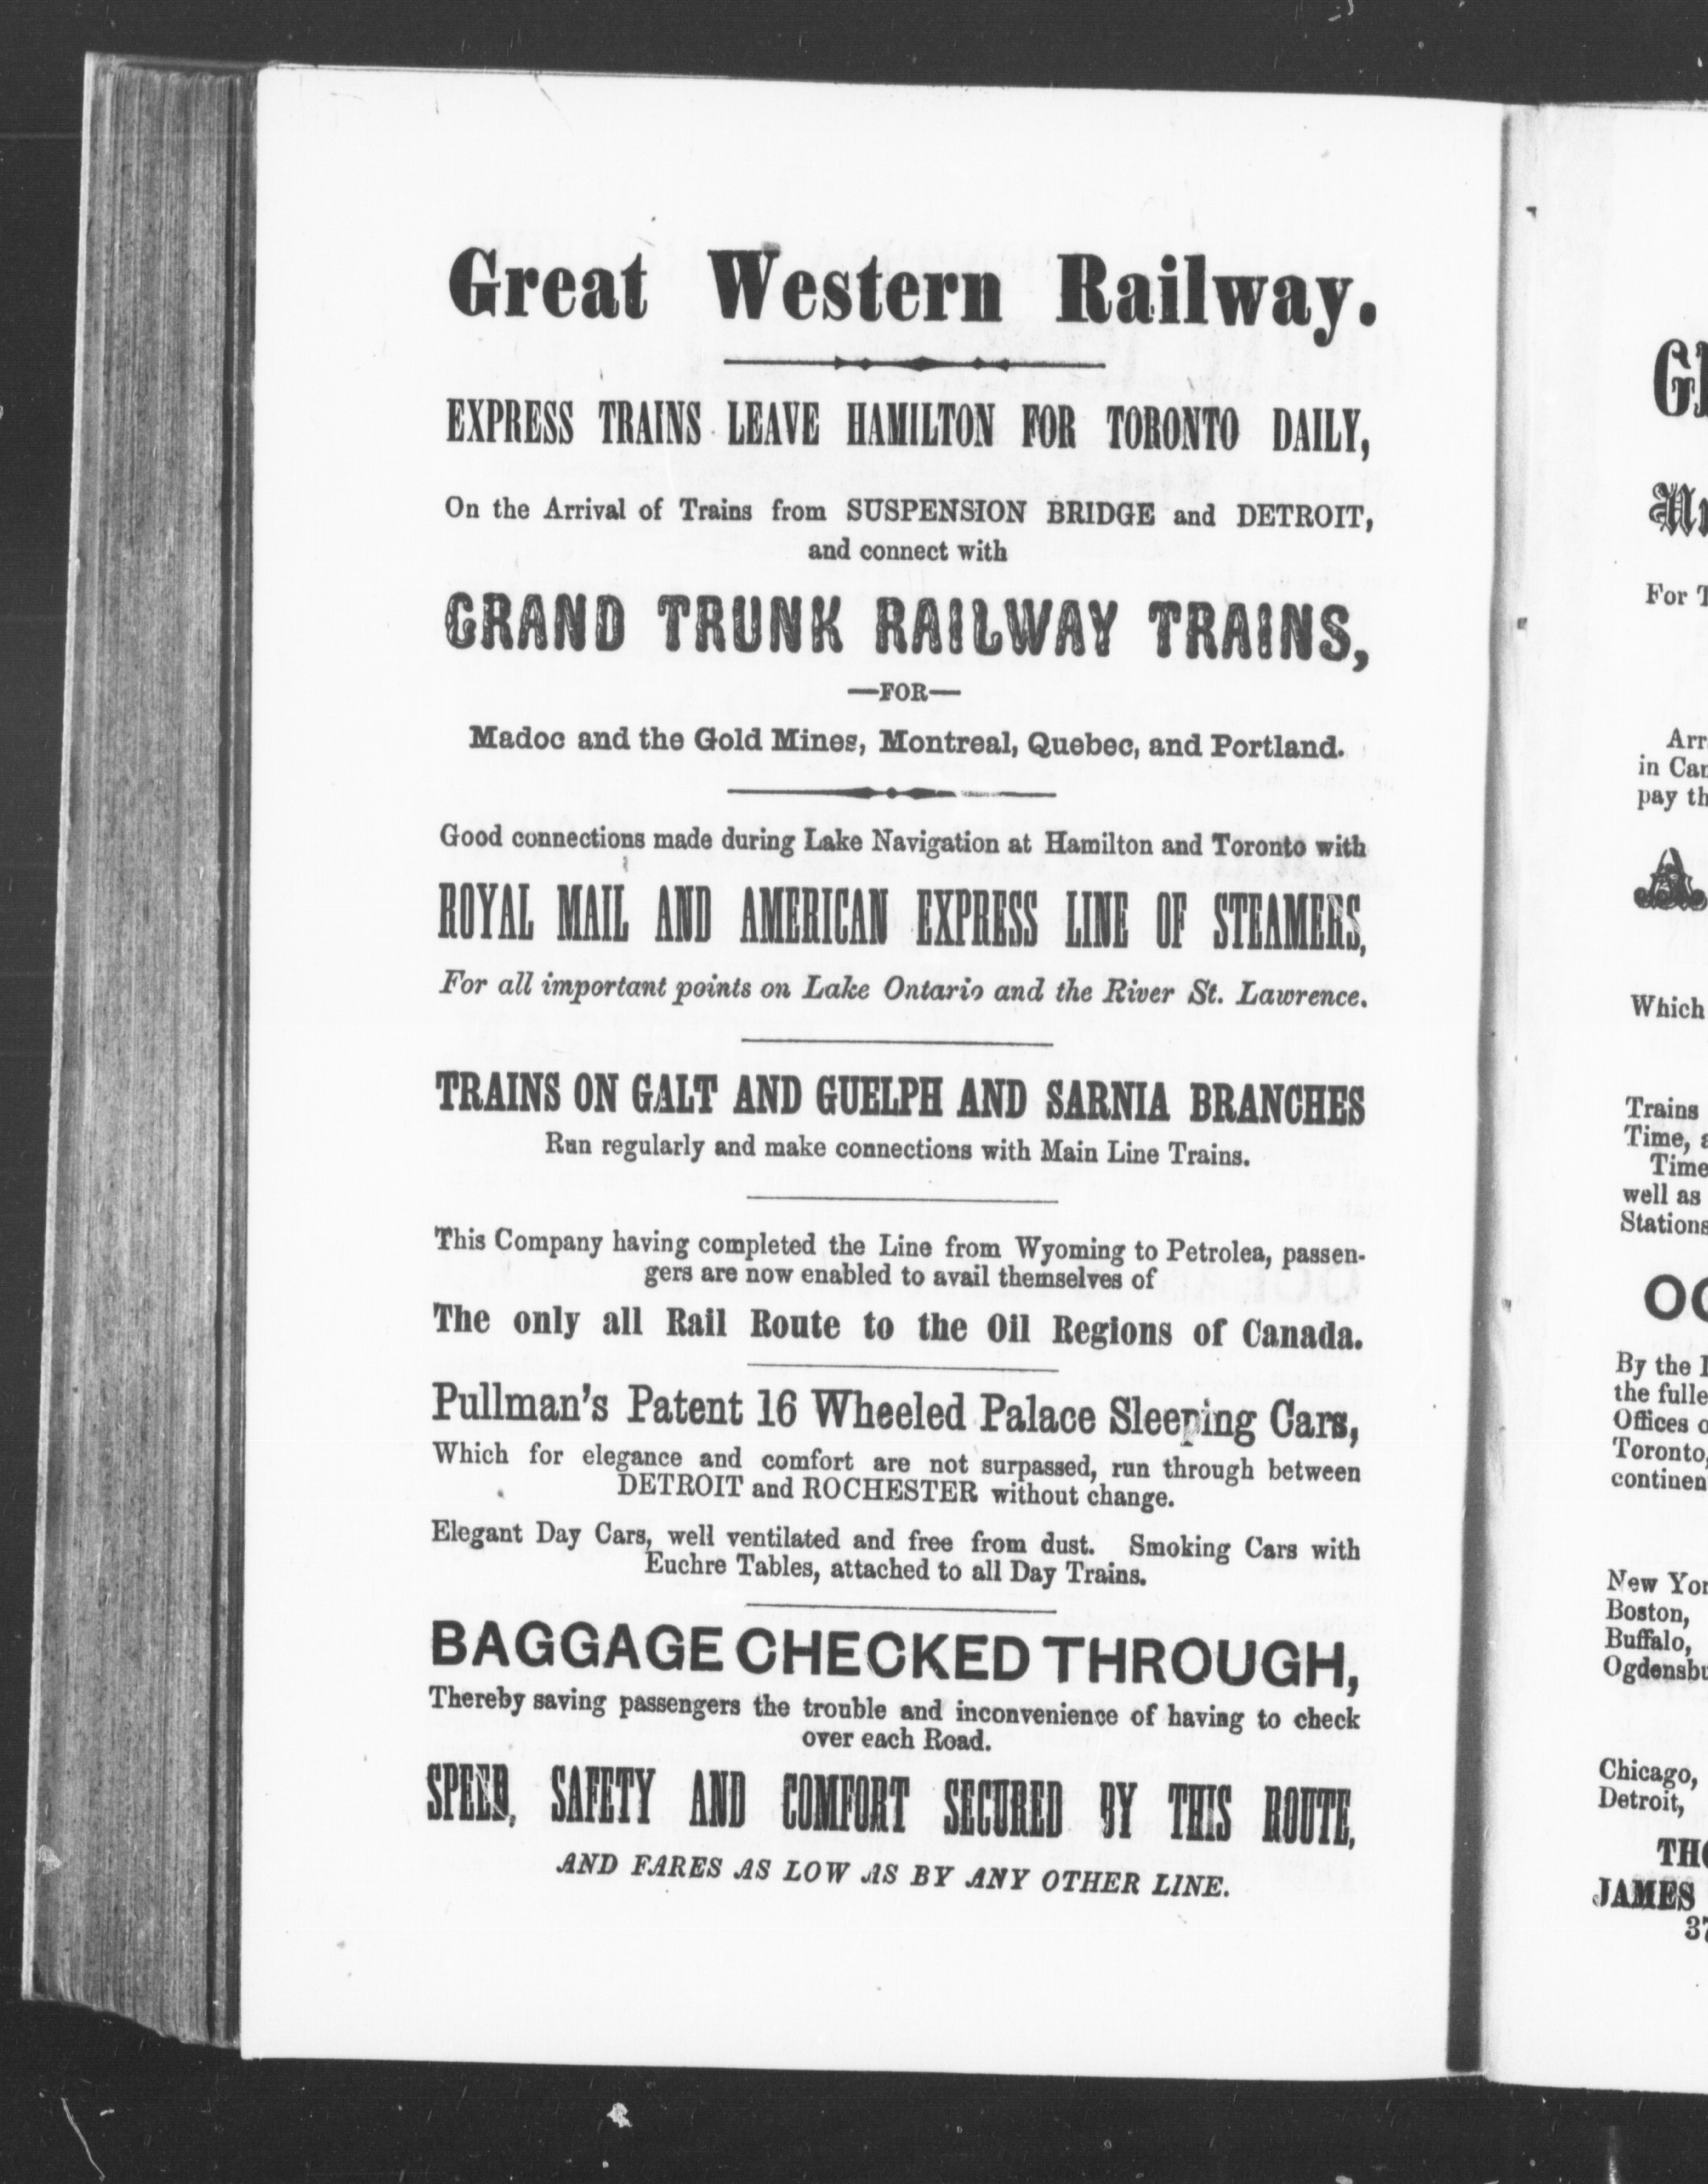 Great Western Railway.
EXPRESS TRAINS LEAVE HAMILTON FOR TORONTO DAILY,
On the Arrival of Trains from SUSPENSION BRIDGE and DETROIT,
and connect with
GRAND TRUNK RAILWAY TRAINS,
—FOR—
Madoc and the Gold Mines, Montreal, Quebec, and Portland.
Good connections made during Lake Navigation at Hamilton and Toronto with
ROYAL MAIL AND AMERICAN EXPRESS LINE OF STEAMERS,
For all important points on Lake Ontario and the River St. Lawrence.
TRAINS ON GALT AND GUELPH AND SARNIA BRANCHES
Run regularly and make connections with Main Line Trains.
This Company having completed the Line from Wyoming to Petrolea, passen-
gers are now enabled to avail themselves of
The only all Rail Route to the Oil Regions of Canada.
Pullman's Patent 16 Wheeled Palace Sleeping Cars,
Which for elegance and comfort are not surpassed, run through between
DETROIT and ROCHESTER without change.
Elegant Day Cars, well ventilated and free from dust. Smoking Cars with
Euchre Tables, attached to all Day Trains.
BAGGAGE CHECKED THROUGH,
Thereby saving passengers the trouble and inconvenience of having to check
over each Road.
SPEED, SAFETY AND COMFORT SECURED BY THIS ROUTE,
AND FARES AS LOW AS BY ANY OTHER LINE.
For
in
pay
Which
Trains
Time,
Time
well as
Stations
By the
the
Offices
Toronto,
New
Boston,
Buffalo,
Chicago,
Detroit,
JAMES